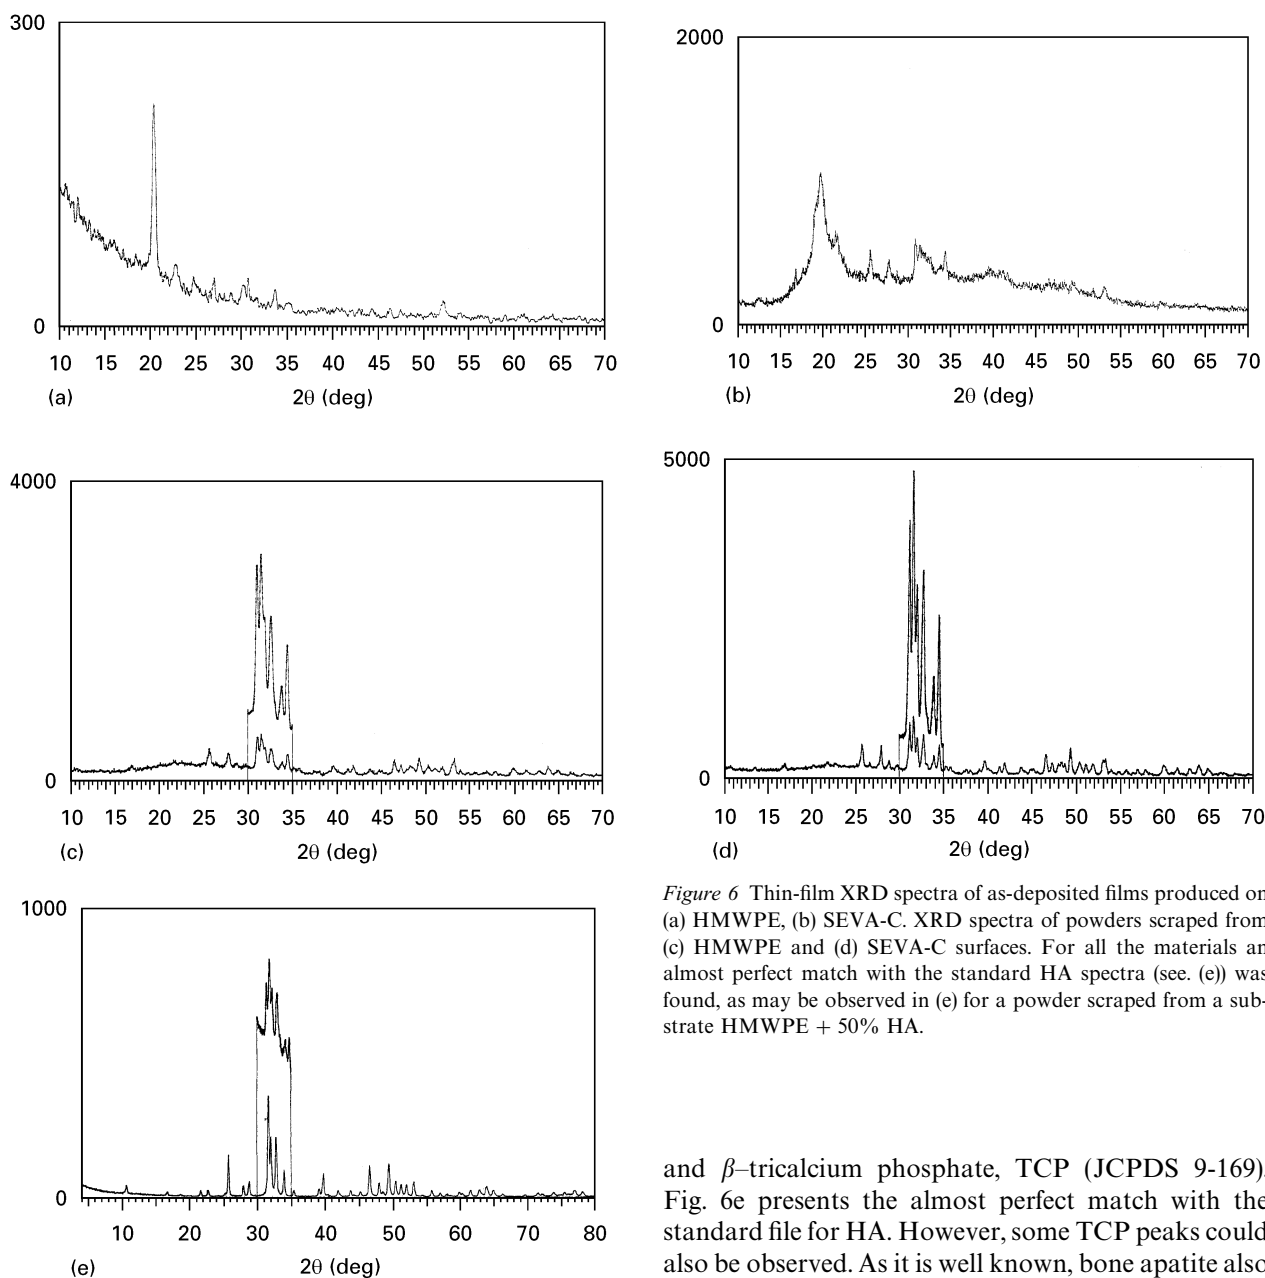 300
0
10 15 20 25 30 35 40 45 50 55 60 65 70
(a) 2θ (deg)
2000
0
10 15 20 25 30 35 40 45 50 55 60 65 70
(b) 2θ (deg)
4000
0
10 15 20 25 30 35 40 45 50 55 60 65 70
(c) 2θ (deg)
5000
0
10 15 20 25 30 35 40 45 50 55 60 65 70
(d) 2θ (deg)
1000
0
10 20 30 40 50 60 70 80
(e) 2θ (deg)
Figure 6 Thin-film XRD spectra of as-deposited films produced on
(a) HMWPE, (b) SEVA-C. XRD spectra of powders scraped from
(c) HMWPE and (d) SEVA-C surfaces. For all the materials an
almost perfect match with the standard HA spectra (see. (e)) was
found, as may be observed in (e) for a powder scraped from a sub-
strate HMWPE + 50% HA.
and β–tricalcium phosphate, TCP (JCPDS 9-169).
Fig. 6e presents the almost perfect match with the
standard file for HA. However, some TCP peaks could
also be observed. As it is well known, bone apatite also